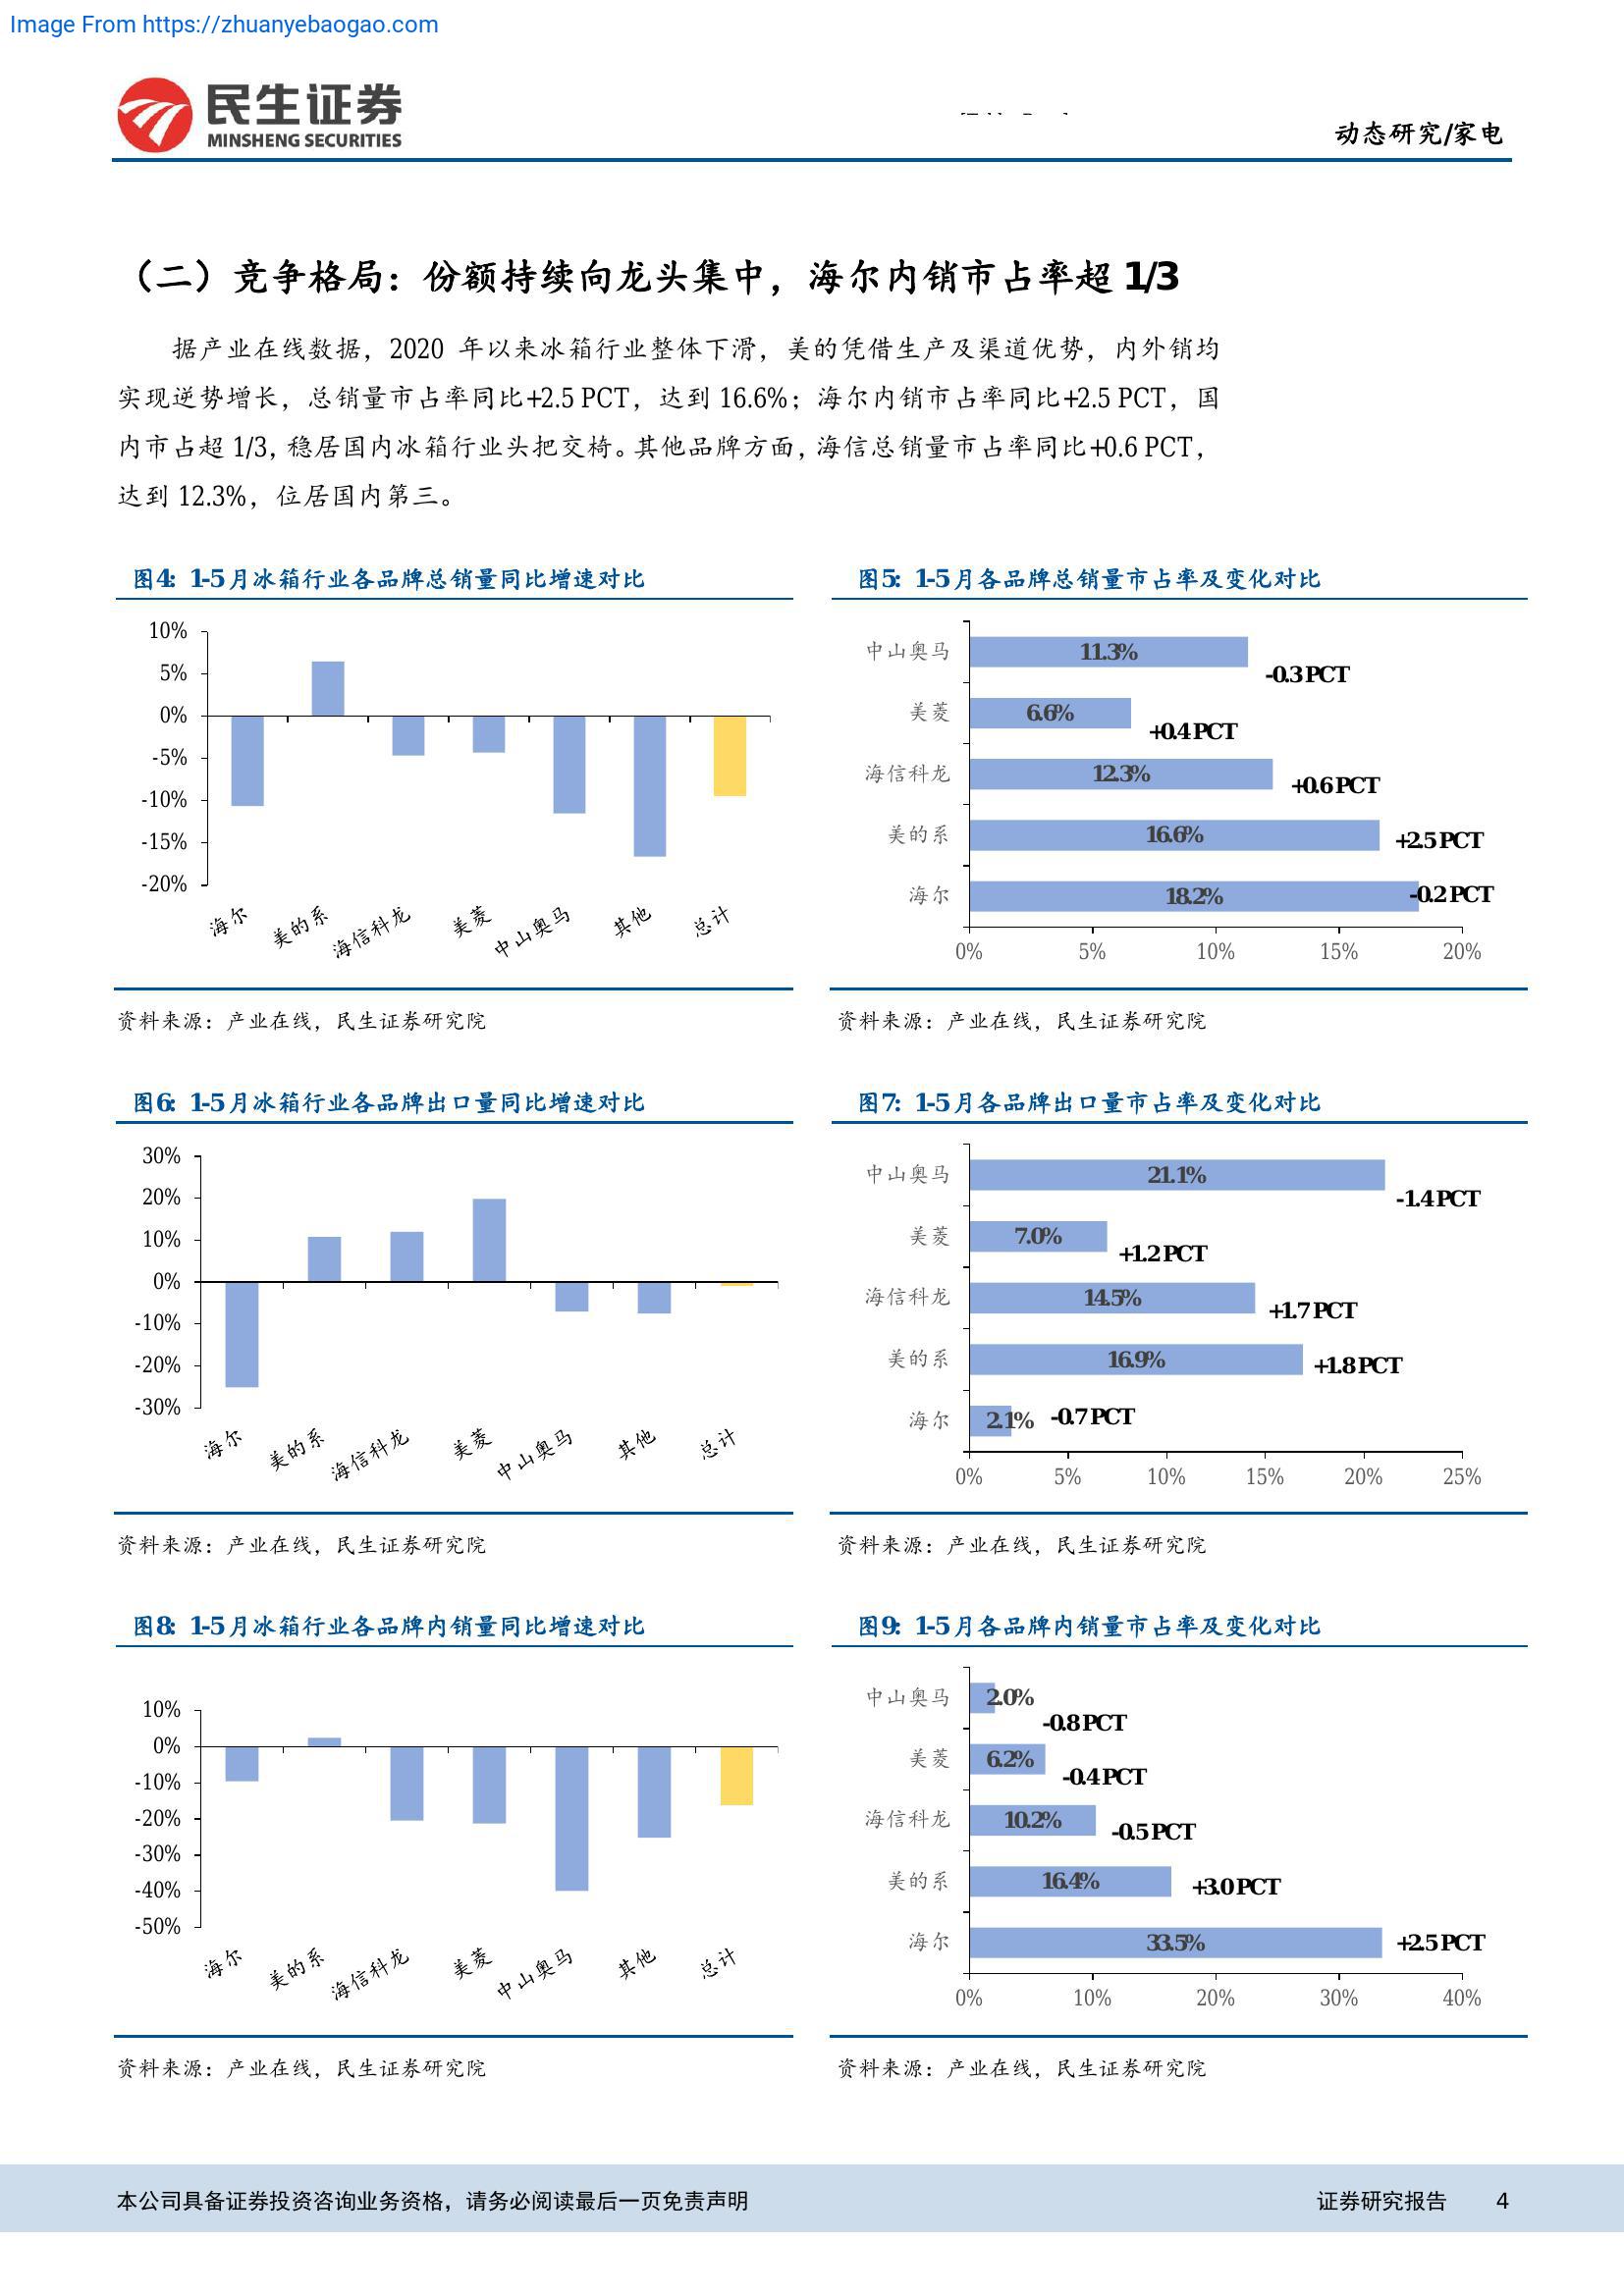 Image From https://zhuanyebaogao.com
民生证券
MINSHENG SECURITIES
动态研究/家电
（二）竞争格局：份额持续向龙头集中，海尔内销市占率超 1/3
据产业在线数据，2020 年以来冰箱行业整体下滑，美的凭借生产及渠道优势，内外销均
实现逆势增长，总销量市占率同比+2.5 PCT，达到 16.6%；海尔内销市占率同比+2.5 PCT，国
内市占超 1/3，稳居国内冰箱行业头把交椅。其他品牌方面，海信总销量市占率同比+0.6 PCT，
达到 12.3%，位居国内第三。
图4：1-5月冰箱行业各品牌总销量同比增速对比
10%
5%
0%
-5%
-10%
-15%
-20%
海尔
美的系
海信科龙
美菱
中山奥马
其他
总计
资料来源：产业在线，民生证券研究院
图5：1-5月各品牌总销量市占率及变化对比
中山奥马 11.3% -0.3PCT
美菱 6.6% +0.4PCT
海信科龙 12.3% +0.6PCT
美的系 16.6% +2.5PCT
海尔 18.2% -0.2PCT
0% 5% 10% 15% 20%
资料来源：产业在线，民生证券研究院
图6：1-5月冰箱行业各品牌出口量同比增速对比
30%
20%
10%
0%
-10%
-20%
-30%
海尔
美的系
海信科龙
美菱
中山奥马
其他
总计
资料来源：产业在线，民生证券研究院
图7：1-5月各品牌出口量市占率及变化对比
中山奥马 21.1% -1.4PCT
美菱 7.0% +1.2PCT
海信科龙 14.5% +1.7PCT
美的系 16.9% +1.8PCT
海尔 2.1% -0.7PCT
0% 5% 10% 15% 20% 25%
资料来源：产业在线，民生证券研究院
图8：1-5月冰箱行业各品牌内销量同比增速对比
10%
0%
-10%
-20%
-30%
-40%
-50%
海尔
美的系
海信科龙
美菱
中山奥马
其他
总计
资料来源：产业在线，民生证券研究院
图9：1-5月各品牌内销量市占率及变化对比
中山奥马 2.0% -0.8PCT
美菱 6.2% -0.4PCT
海信科龙 10.2% -0.5PCT
美的系 16.4% +3.0PCT
海尔 33.5% +2.5PCT
0% 10% 20% 30% 40%
资料来源：产业在线，民生证券研究院
本公司具备证券投资咨询业务资格，请务必阅读最后一页免责声明
证券研究报告 4